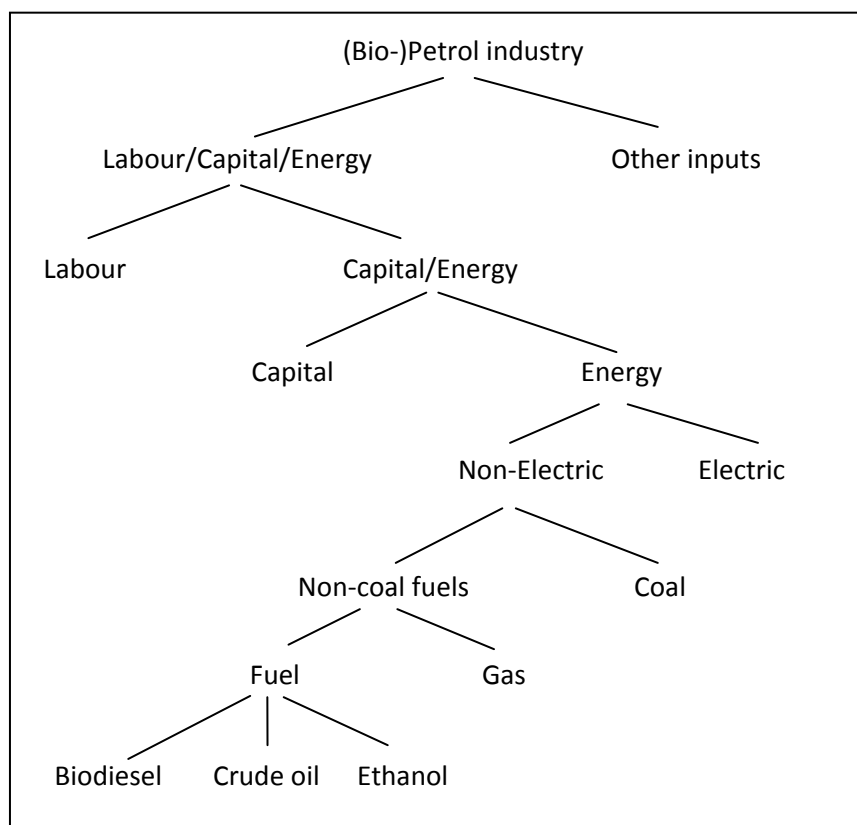 (Bio-)Petrol industry
Labour/Capital/Energy
Other inputs
Labour
Capital/Energy
Capital
Energy
Non-Electric
Electric
Non-coal fuels
Coal
Fuel
Gas
Biodiesel
Crude oil
Ethanol